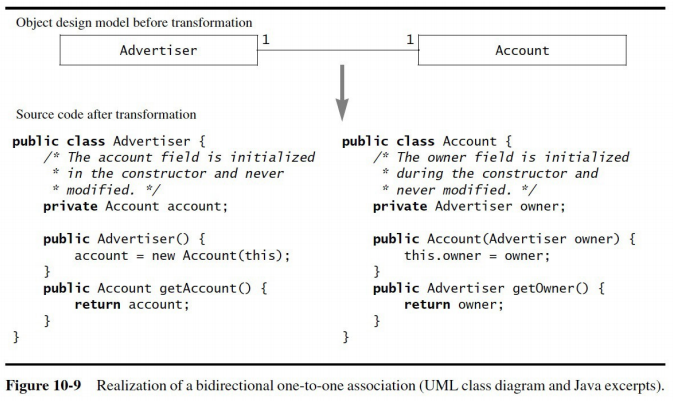 Object design model before transformation
Advertiser
1
1
Account
Source code after transformation
public class Advertiser {
/* The account field is initialized
* in the constructor and never
* modified. */
private Account account;
public Advertiser() {
account = new Account(this);
}
public Account getAccount() {
return account;
}
}
public class Account {
/* The owner field is initialized
* during the constructor and
* never modified. */
private Advertiser owner;
public Account(Advertiser owner) {
this.owner = owner;
}
public Advertiser getOwner() {
return owner;
}
}
Figure 10-9 Realization of a bidirectional one-to-one association (UML class diagram and Java excerpts).